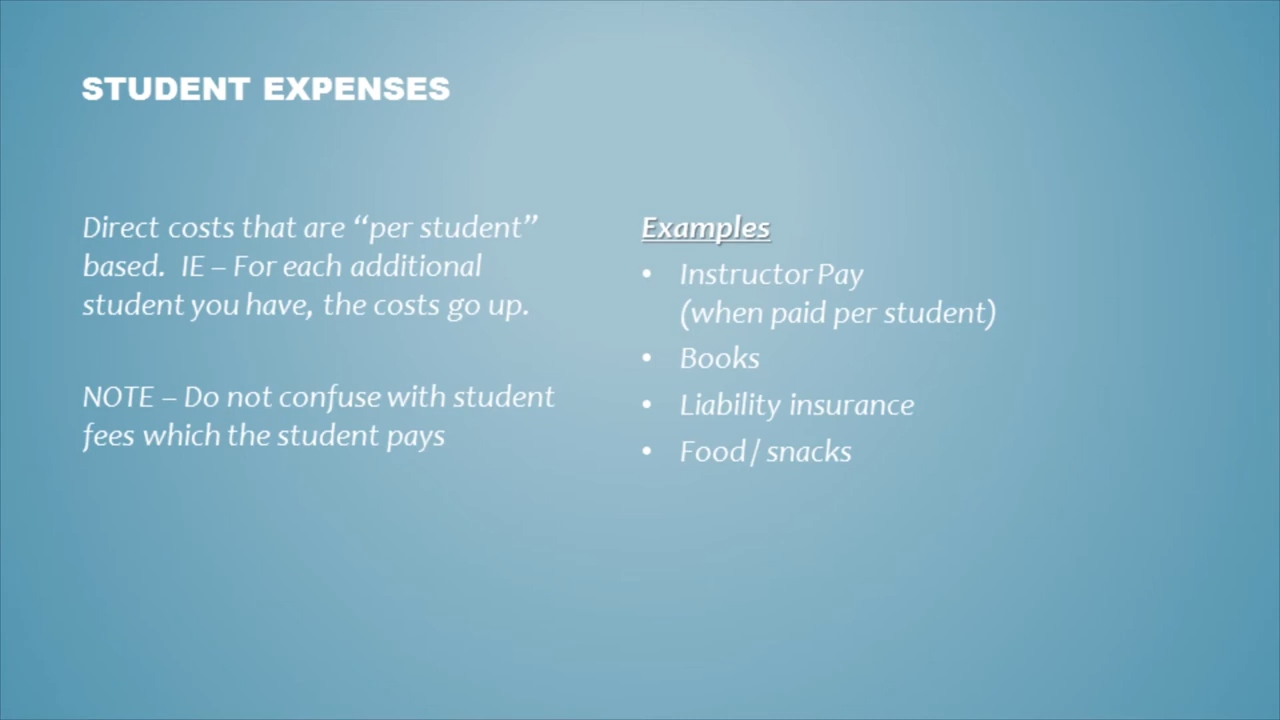 STUDENT EXPENSES
Direct costs that are “per student”
based.  IE – For each additional
student you have, the costs go up.
NOTE – Do not confuse with student
fees which the student pays
Examples
• Instructor Pay
(when paid per student)
• Books
• Liability insurance
• Food / snacks